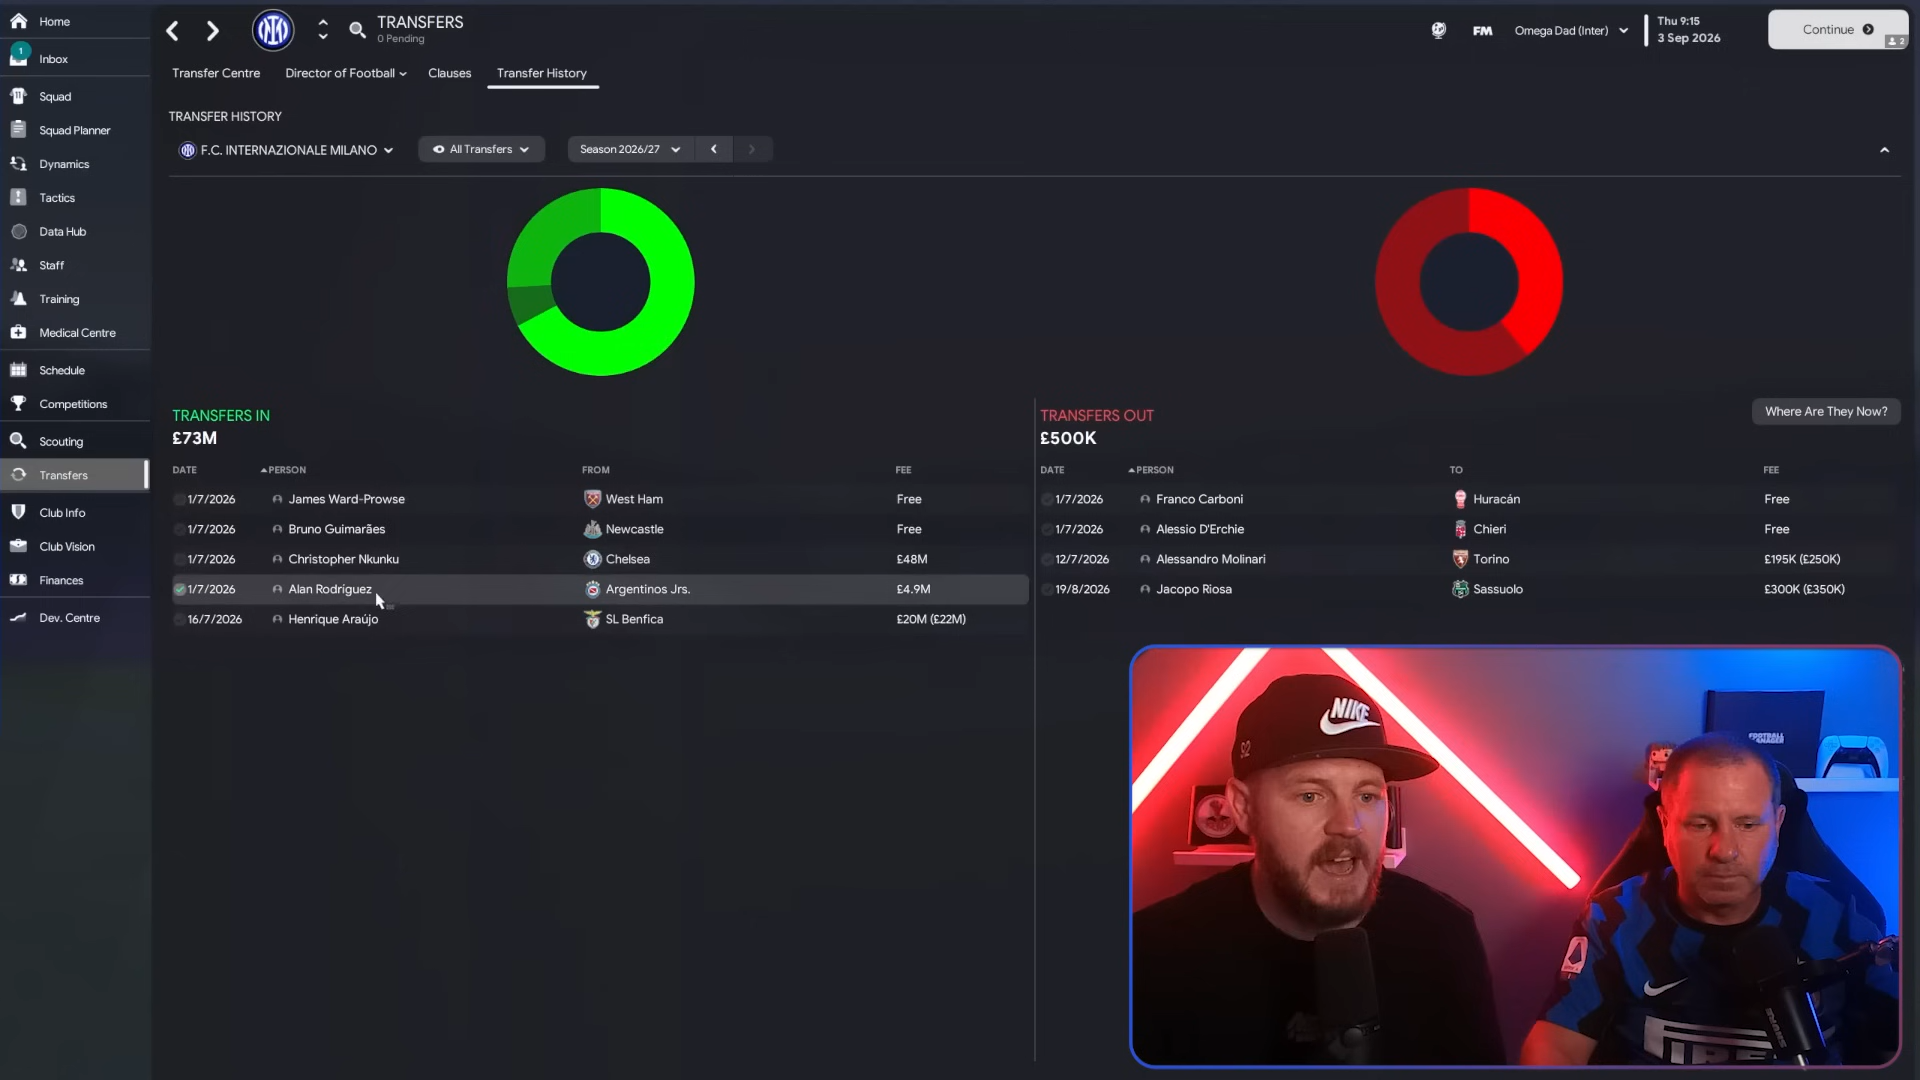 Home
1
Inbox
Squad
Squad Planner
Dynamics
Tactics
Data Hub
Staff
Training
Medical Centre
Schedule
Competitions
Scouting
Transfers
Club Info
Club Vision
Finances
Dev. Centre
TRANSFERS
0 Pending
FM
Omega Dad (Inter)
Thu 9:15
3 Sep 2026
Continue
2
Transfer Centre Director of Football Clauses Transfer History
TRANSFER HISTORY
F.C. INTERNAZIONALE MILANO All Transfers Season 2026/27
TRANSFERS IN
£73M
DATE PERSON FROM FEE
1/7/2026 James Ward-Prowse West Ham Free
1/7/2026 Bruno Guimarães Newcastle Free
1/7/2026 Christopher Nkunku Chelsea £48M
1/7/2026 Alan Rodríguez Argentinos Jrs. £4.9M
16/7/2026 Henrique Araújo SL Benfica £20M (£22M)
TRANSFERS OUT
£500K
Where Are They Now?
DATE PERSON TO FEE
1/7/2026 Franco Carboni Huracán Free
1/7/2026 Alessio D'Erchie Chieri Free
12/7/2026 Alessandro Molinari Torino £195K (£250K)
19/8/2026 Jacopo Riosa Sassuolo £300K (£350K)
NIKE
FOOTBALL
MANAGER